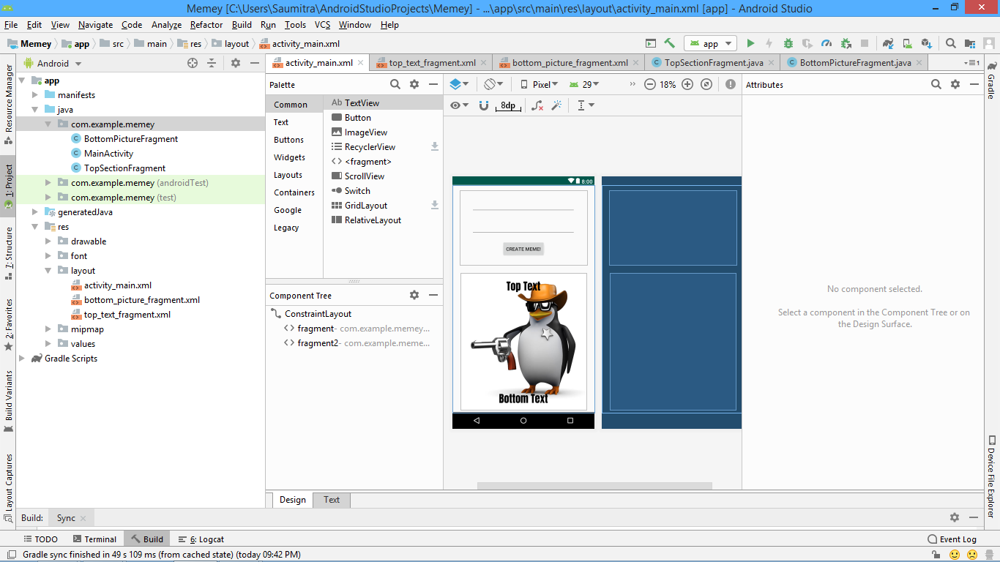 Memey [C:\Users\Saumitra\AndroidStudioProjects\Memey] - ...\app\src\main\res\layout\activity_main.xml [app] - Android Studio
File Edit View Navigate Code Analyze Refactor Build Run Tools VCS Window Help
Memey app src main res layout activity_main.xml app
Android
activity_main.xml top_text_fragment.xml bottom_picture_fragment.xml TopSectionFragment.java BottomPictureFragment.java
Resource Manager
1: Project
7: Structure
2: Favorites
Build Variants
Layout Captures
app
manifests
java
com.example.memey
BottomPictureFragment
MainActivity
TopSectionFragment
com.example.memey (androidTest)
com.example.memey (test)
generatedJava
res
drawable
font
layout
activity_main.xml
bottom_picture_fragment.xml
top_text_fragment.xml
mipmap
values
Gradle Scripts
Palette
Common
Text
Buttons
Widgets
Layouts
Containers
Google
Legacy
Ab TextView
Button
ImageView
RecyclerView
<fragment>
ScrollView
Switch
GridLayout
RelativeLayout
Component Tree
ConstraintLayout
fragment- com.example.memey...
fragment2- com.example.meme...
Pixel 29 18%
8dp
8:00
CREATE MEME!
Top Text
Bottom Text
Attributes
No component selected.
Select a component in the Component Tree or on
the Design Surface.
Gradle
Device File Explorer
Design Text
Build: Sync
TODO Terminal Build 6: Logcat Event Log
Gradle sync finished in 49 s 109 ms (from cached state) (today 09:42 PM)